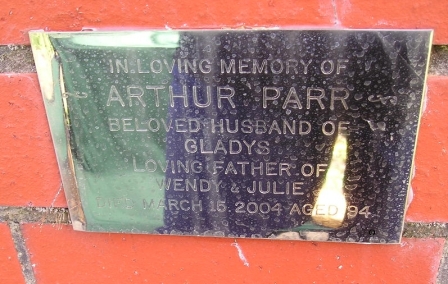 IN LOVING MEMORY OF
ARTHUR PARR
BELOVED HUSBAND OF
GLADYS
LOVING FATHER OF
WENDY & JULIE
DIED MARCH 15. 2004 AGED 94